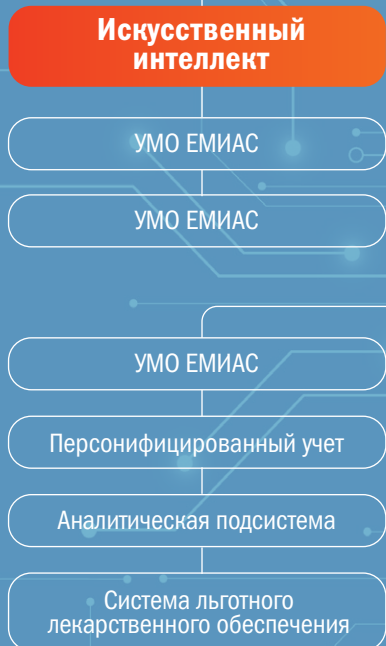 Искусственный
интеллект
УМО ЕМИАС
УМО ЕМИАС
УМО ЕМИАС
Персонифицированный учет
Аналитическая подсистема
Система льготного
лекарственного обеспечения